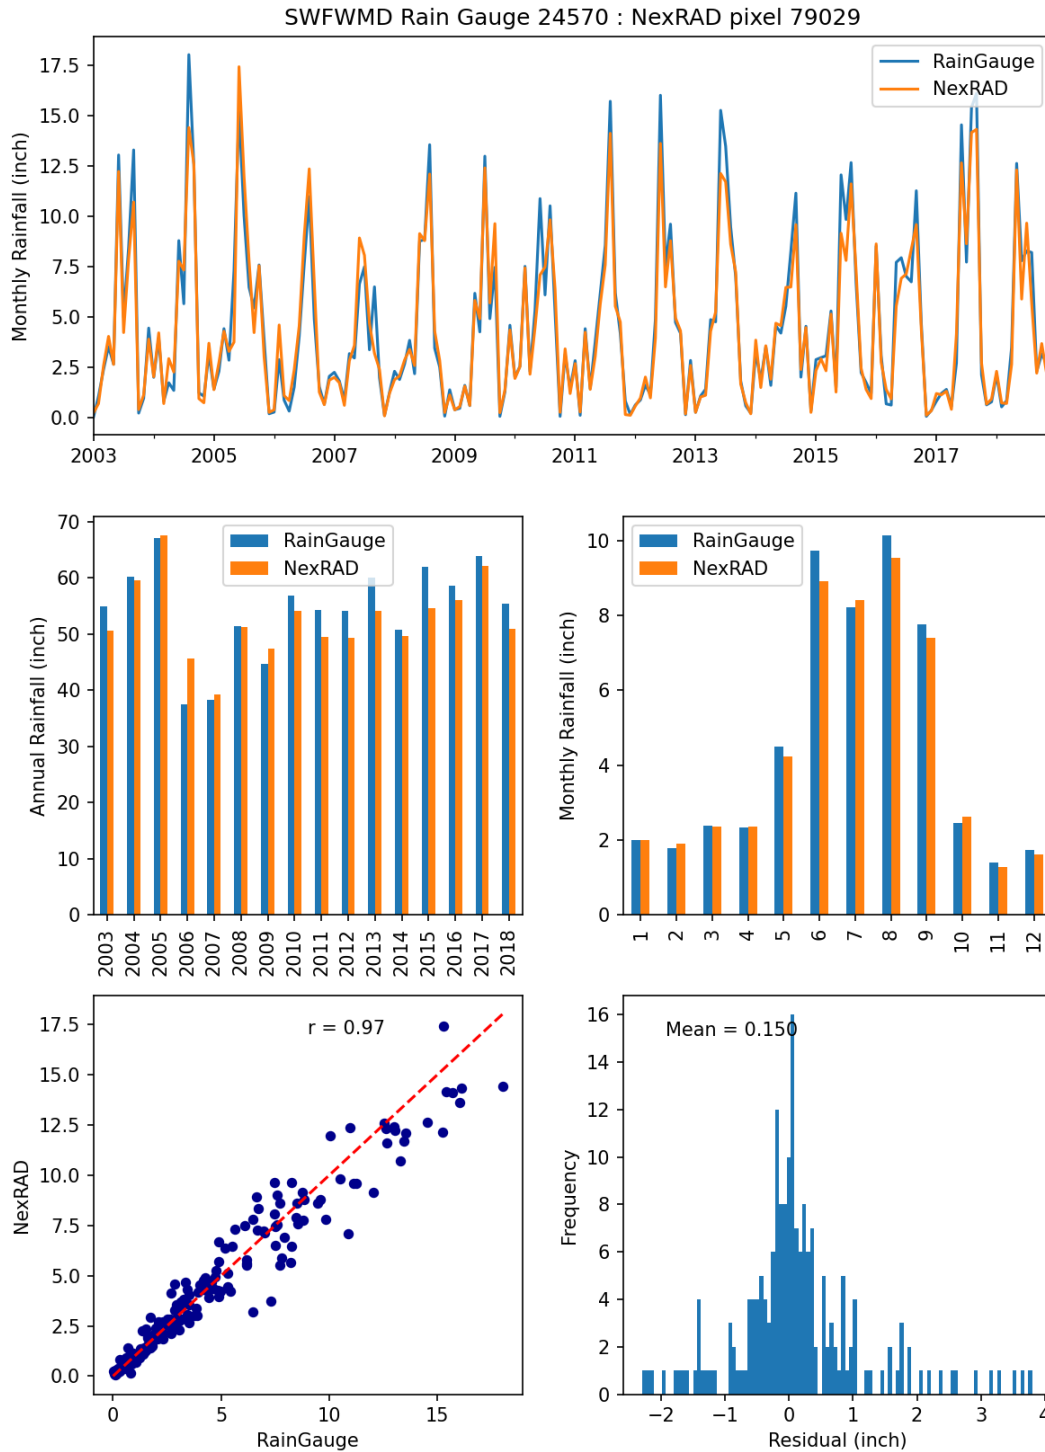 SWFWMD Rain Gauge 24570 : NexRAD pixel 79029
Monthly Rainfall (inch)
17.5
15.0
12.5
10.0
7.5
5.0
2.5
0.0
RainGauge
NexRAD
2003 2005 2007 2009 2011 2013 2015 2017
Annual Rainfall (inch)
70
60
50
40
30
20
10
0
RainGauge
NexRAD
2003 2004 2005 2006 2007 2008 2009 2010 2011 2012 2013 2014 2015 2016 2017 2018
Monthly Rainfall (inch)
10
8
6
4
2
0
RainGauge
NexRAD
1 2 3 4 5 6 7 8 9 10 11 12
NexRAD
17.5
15.0
12.5
10.0
7.5
5.0
2.5
0.0
r = 0.97
0 5 10 15
RainGauge
Frequency
16
14
12
10
8
6
4
2
0
Mean = 0.150
−2 −1 0 1 2 3 4
Residual (inch)